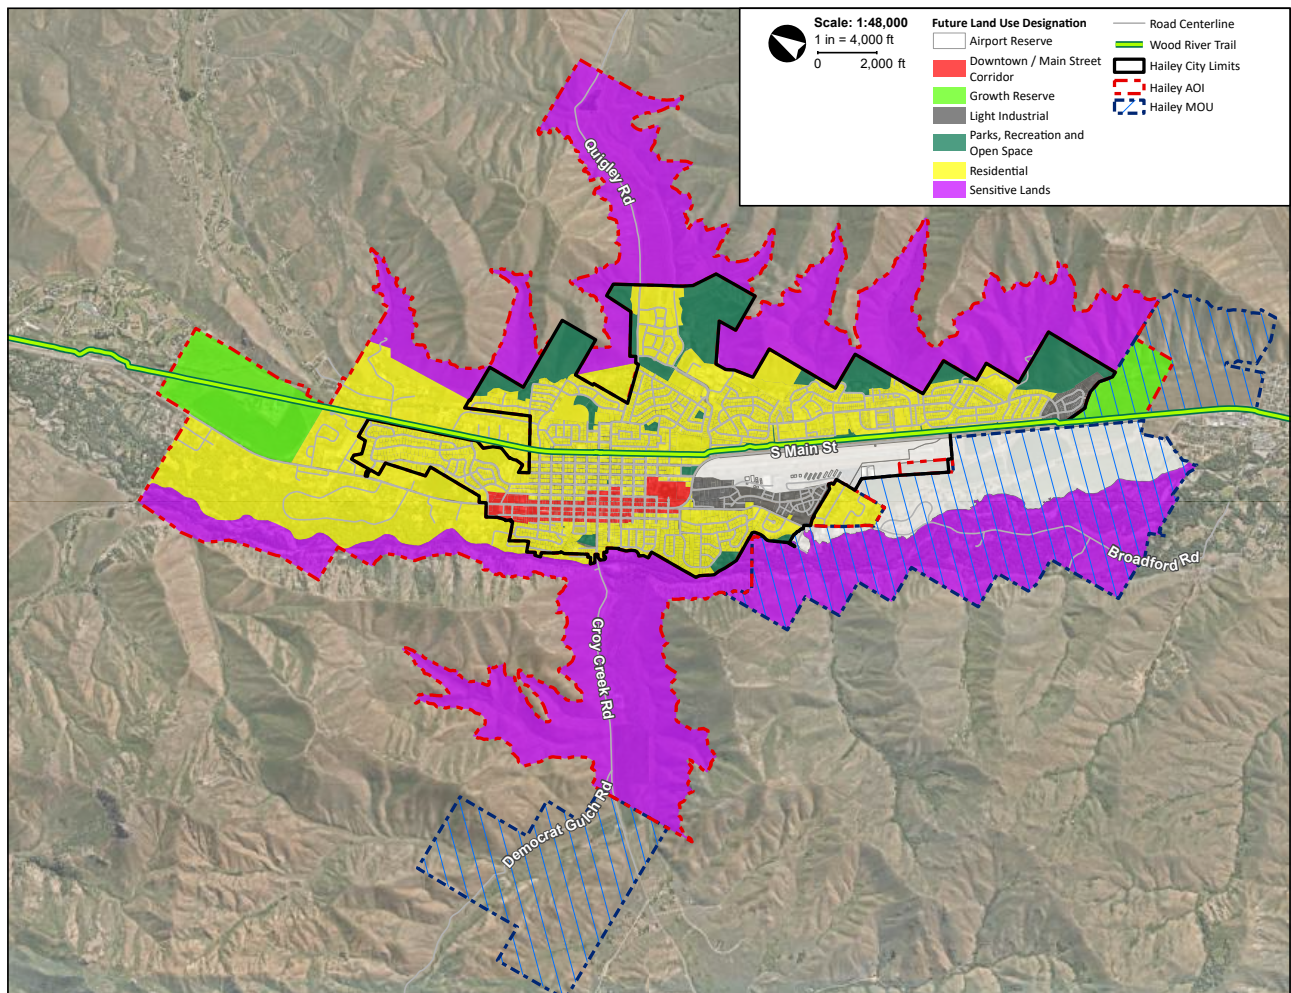 Scale: 1:48,000
1 in = 4,000 ft
0 2,000 ft
Future Land Use Designation
Airport Reserve
Downtown / Main Street
Corridor
Growth Reserve
Light Industrial
Parks, Recreation and
Open Space
Residential
Sensitive Lands
Road Centerline
Wood River Trail
Hailey City Limits
Hailey AOI
Hailey MOU
Quigley Rd
S Main St
Broadford Rd
Croy Creek Rd
Democrat Gulch Rd